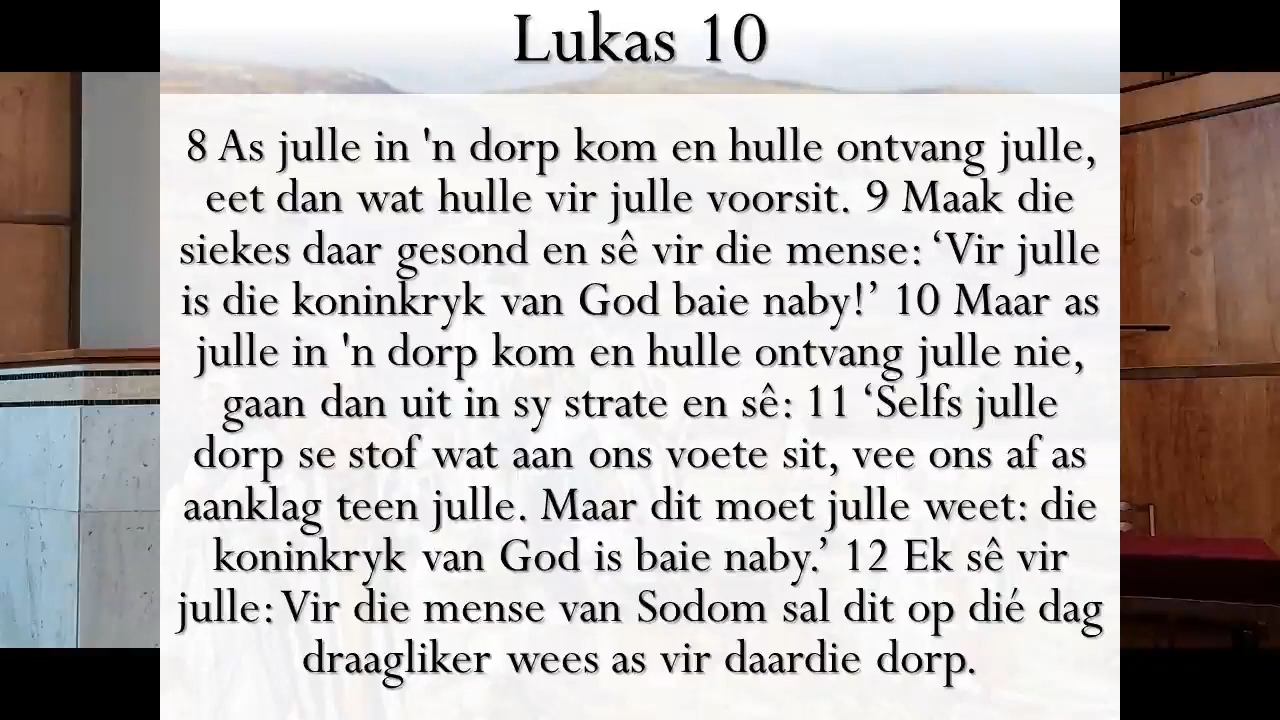 Lukas 10
8 As julle in 'n dorp kom en hulle ontvang julle,
eet dan wat hulle vir julle voorsit. 9 Maak die
siekes daar gesond en sê vir die mense: ‘Vir julle
is die koninkryk van God baie naby!’ 10 Maar as
julle in 'n dorp kom en hulle ontvang julle nie,
gaan dan uit in sy strate en sê: 11 ‘Selfs julle
dorp se stof wat aan ons voete sit, vee ons af as
aanklag teen julle. Maar dit moet julle weet: die
koninkryk van God is baie naby.’ 12 Ek sê vir
julle: Vir die mense van Sodom sal dit op dié dag
draagliker wees as vir daardie dorp.